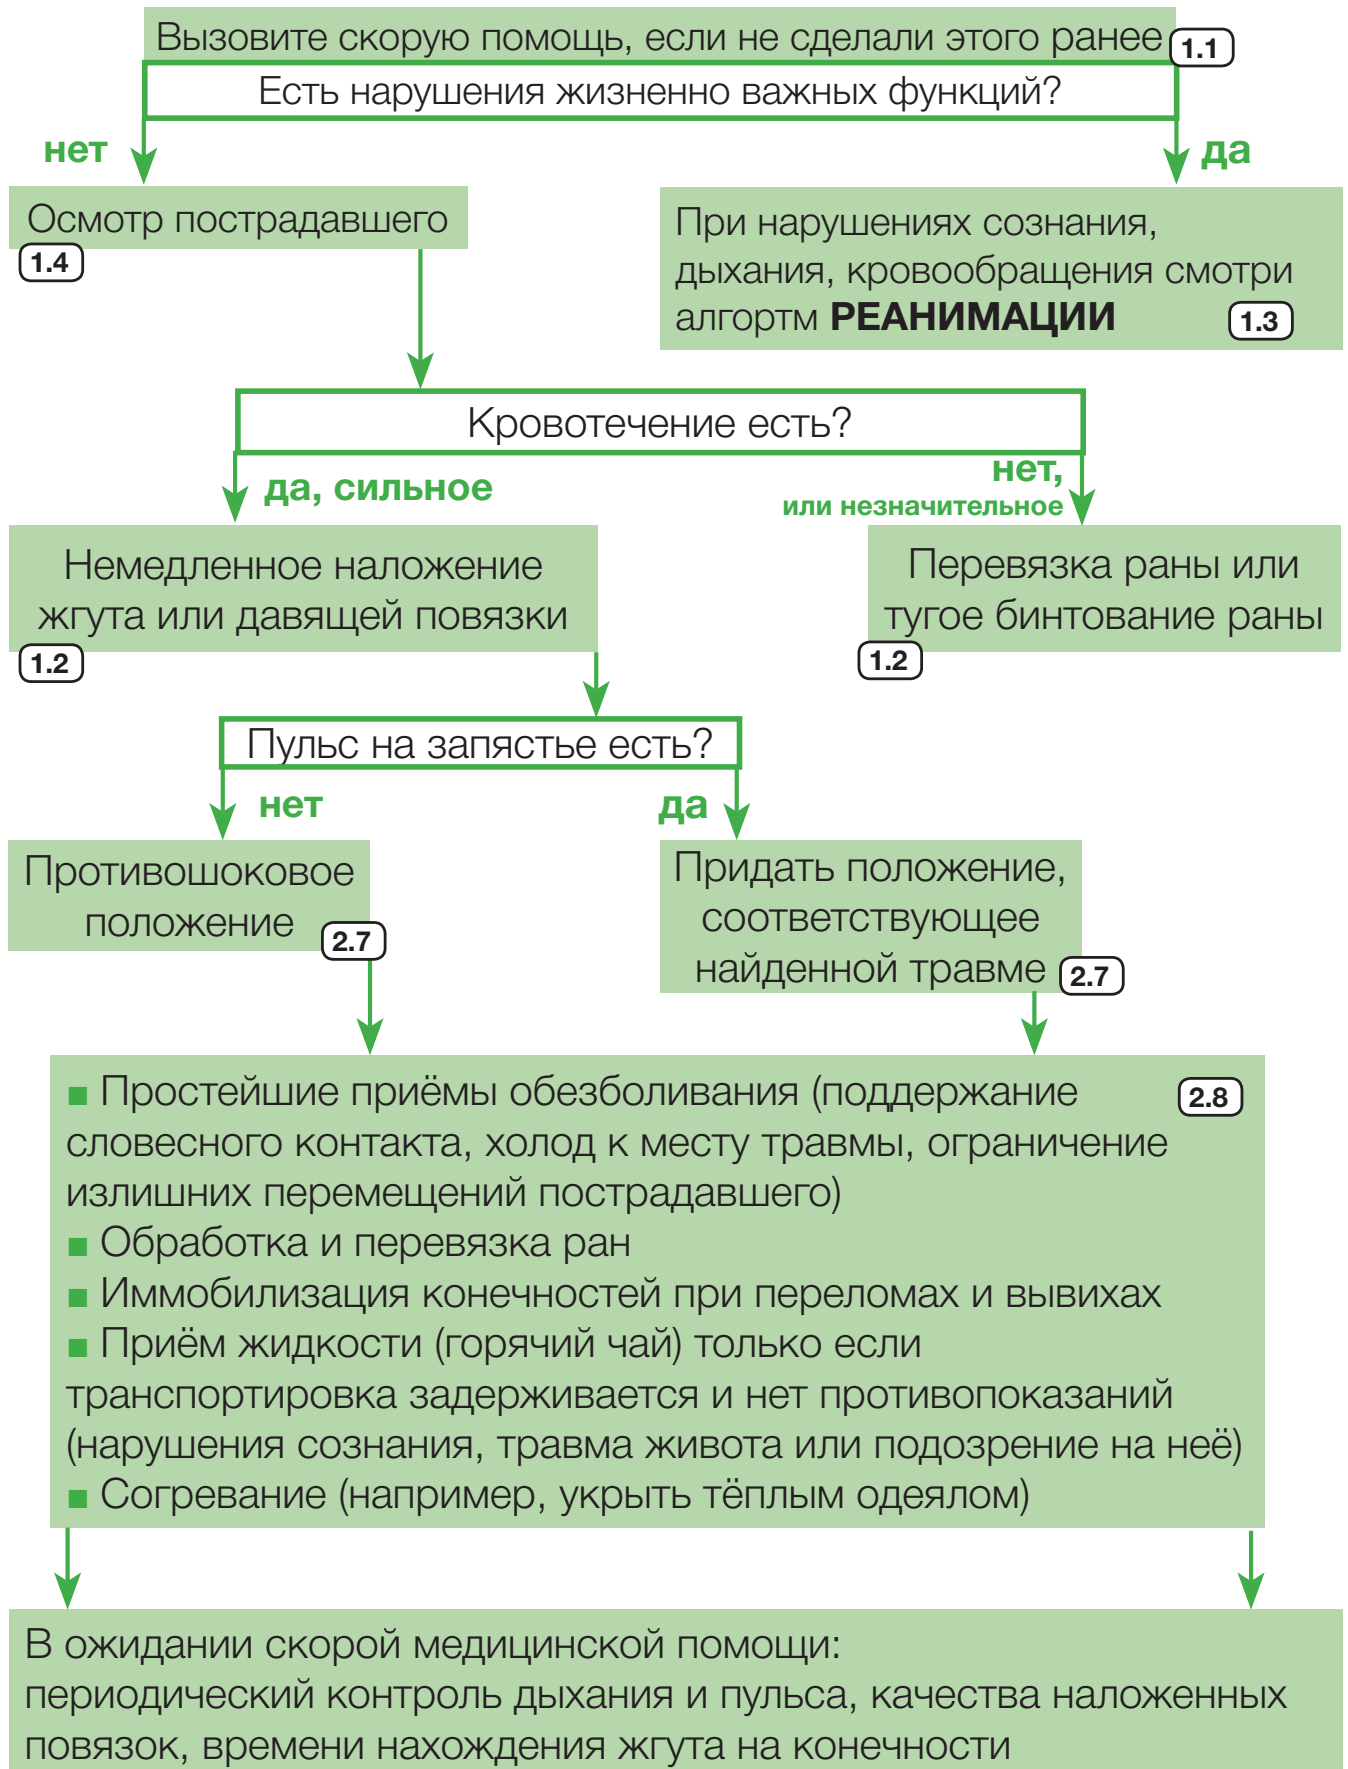 Вызовите скорую помощь, если не сделали этого ранее
1.1
Есть нарушения жизненно важных функций?
нет
да
Осмотр пострадавшего
1.4
При нарушениях сознания,
дыхания, кровообращения смотри
алгортм РЕАНИМАЦИИ
1.3
Кровотечение есть?
да, сильное
нет,
или незначительное
Немедленное наложение
жгута или давящей повязки
1.2
Перевязка раны или
тугое бинтование раны
1.2
Пульс на запястье есть?
нет
да
Противошоковое
положение
2.7
Придать положение,
соответствующее
найденной травме
2.7
■ Простейшие приёмы обезболивания (поддержание
2.8
словесного контакта, холод к месту травмы, ограничение
излишних перемещений пострадавшего)
■ Обработка и перевязка ран
■ Иммобилизация конечностей при переломах и вывихах
■ Приём жидкости (горячий чай) только если
транспортировка задерживается и нет противопоказаний
(нарушения сознания, травма живота или подозрение на неё)
■ Согревание (например, укрыть тёплым одеялом)
В ожидании скорой медицинской помощи:
периодический контроль дыхания и пульса, качества наложенных
повязок, времени нахождения жгута на конечности